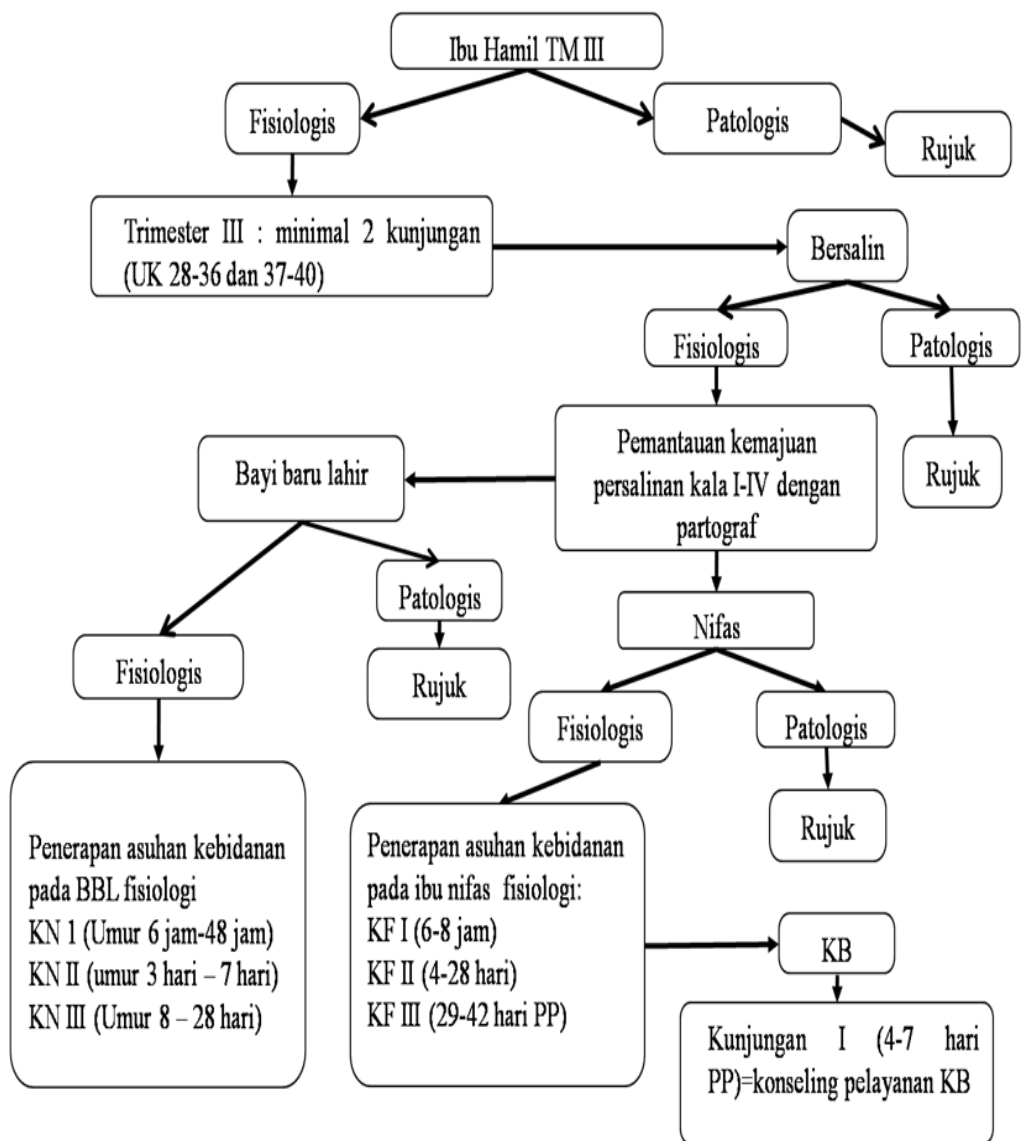 Ibu Hamil TM III
Fisiologis
Patologis
Rujuk
Trimester III : minimal 2 kunjungan
(UK 28-36 dan 37-40)
Bersalin
Fisiologis
Patologis
Rujuk
Pemantauan kemajuan
persalinan kala I-IV dengan
partograf
Bayi baru lahir
Patologis
Rujuk
Fisiologis
Nifas
Fisiologis
Patologis
Rujuk
Penerapan asuhan kebidanan
pada BBL fisiologi
KN 1 (Umur 6 jam-48 jam)
KN II (umur 3 hari – 7 hari)
KN III (Umur 8 – 28 hari)
Penerapan asuhan kebidanan
pada ibu nifas fisiologi:
KF I (6-8 jam)
KF II (4-28 hari)
KF III (29-42 hari PP)
KB
Kunjungan I (4-7 hari
PP)=konseling pelayanan KB